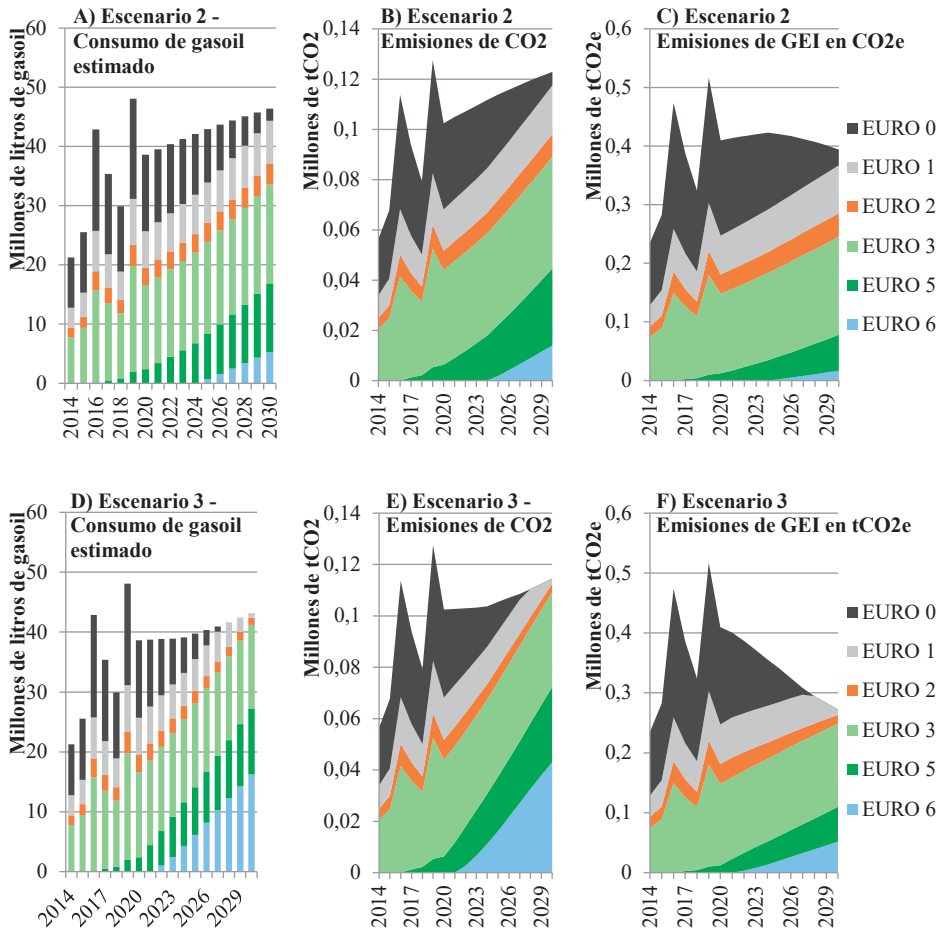 A) Escenario 2 -
Consumo de gasoil
estimado
Millones de litros de gasoil
60
50
40
30
20
10
0
2014
2016
2018
2020
2022
2024
2026
2028
2030
B) Escenario 2
Emisiones de CO2
Millones de tCO2
0,14
0,12
0,1
0,08
0,06
0,04
0,02
0
2014
2017
2020
2023
2026
2029
C) Escenario 2
Emisiones de GEI en CO2e
Millones de tCO2e
0,6
0,5
0,4
0,3
0,2
0,1
0
2014
2017
2020
2023
2026
2029
EURO 0
EURO 1
EURO 2
EURO 3
EURO 5
EURO 6
D) Escenario 3 -
Consumo de gasoil
estimado
Millones de litros de gasoil
60
50
40
30
20
10
0
2014
2017
2020
2023
2026
2029
E) Escenario 3 -
Emisiones de CO2
Millones de tCO2
0,14
0,12
0,1
0,08
0,06
0,04
0,02
0
2014
2017
2020
2023
2026
2029
F) Escenario 3
Emisiones de GEI en tCO2e
Millones de tCO2e
0,6
0,5
0,4
0,3
0,2
0,1
0
2014
2017
2020
2023
2026
2029
EURO 0
EURO 1
EURO 2
EURO 3
EURO 5
EURO 6